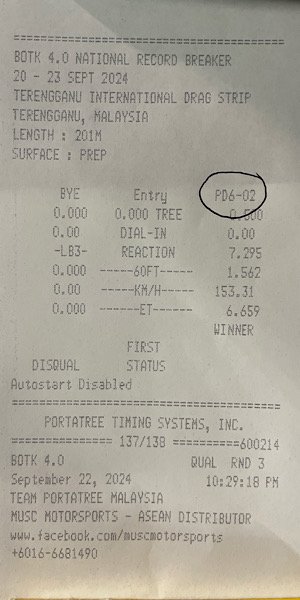 ==========================================
BOTK 4.0 NATIONAL RECORD BREAKER
20 - 23 SEPT 2024
TERENGGANU INTERNATIONAL DRAG STRIP
TERENGGANU, MALAYSIA
LENGTH : 201M
SURFACE : PREP
BYE Entry PD6-02
0.000 0.000 TREE 0.500
0.00 DIAL-IN 0.00
-LB3- REACTION 7.295
0.000 -----60FT------ 1.562
0.00 -----KM/H------ 153.31
0.000 ------ET------- 6.659
WINNER
FIRST
DISQUAL STATUS
Autostart Disabled
==========================================
PORTATREE TIMING SYSTEMS, INC.
=============== 137/138 ==========600214
BOTK 4.0 QUAL RND 3
September 22, 2024 10:29:18 PM
TEAM PORTATREE MALAYSIA
MUSC MOTORSPORTS - ASEAN DISTRIBUTOR
www.facebook.com/muscmotorsports
+6016-6681490